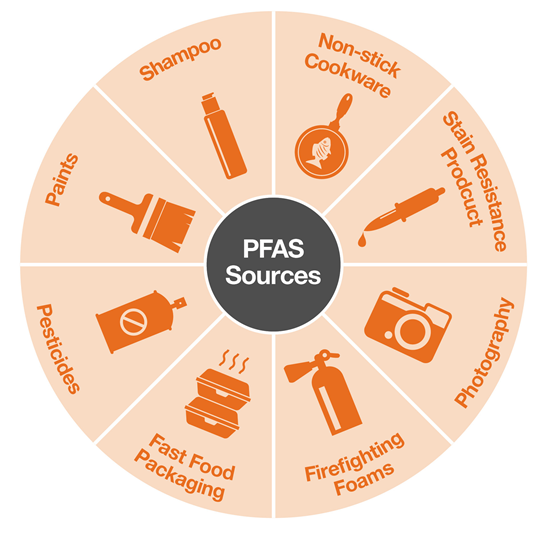 PFAS
Sources
Non-stick
Cookware
Stain Resistance
Prodcuct
Photography
Firefighting
Foams
Fast Food
Packaging
Pesticides
Paints
Shampoo